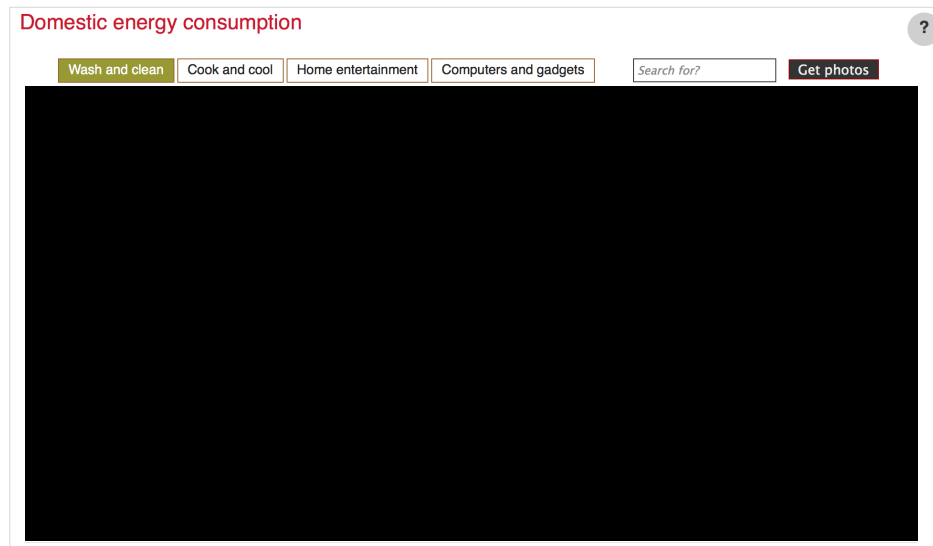 Domestic energy consumption
?
Wash and clean Cook and cool Home entertainment Computers and gadgets Search for? Get photos